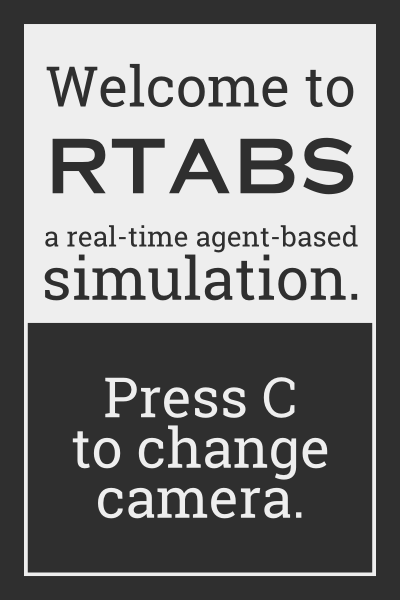 Welcome to
RTABS
a real-time agent-based
simulation.
Press C
to change
camera.